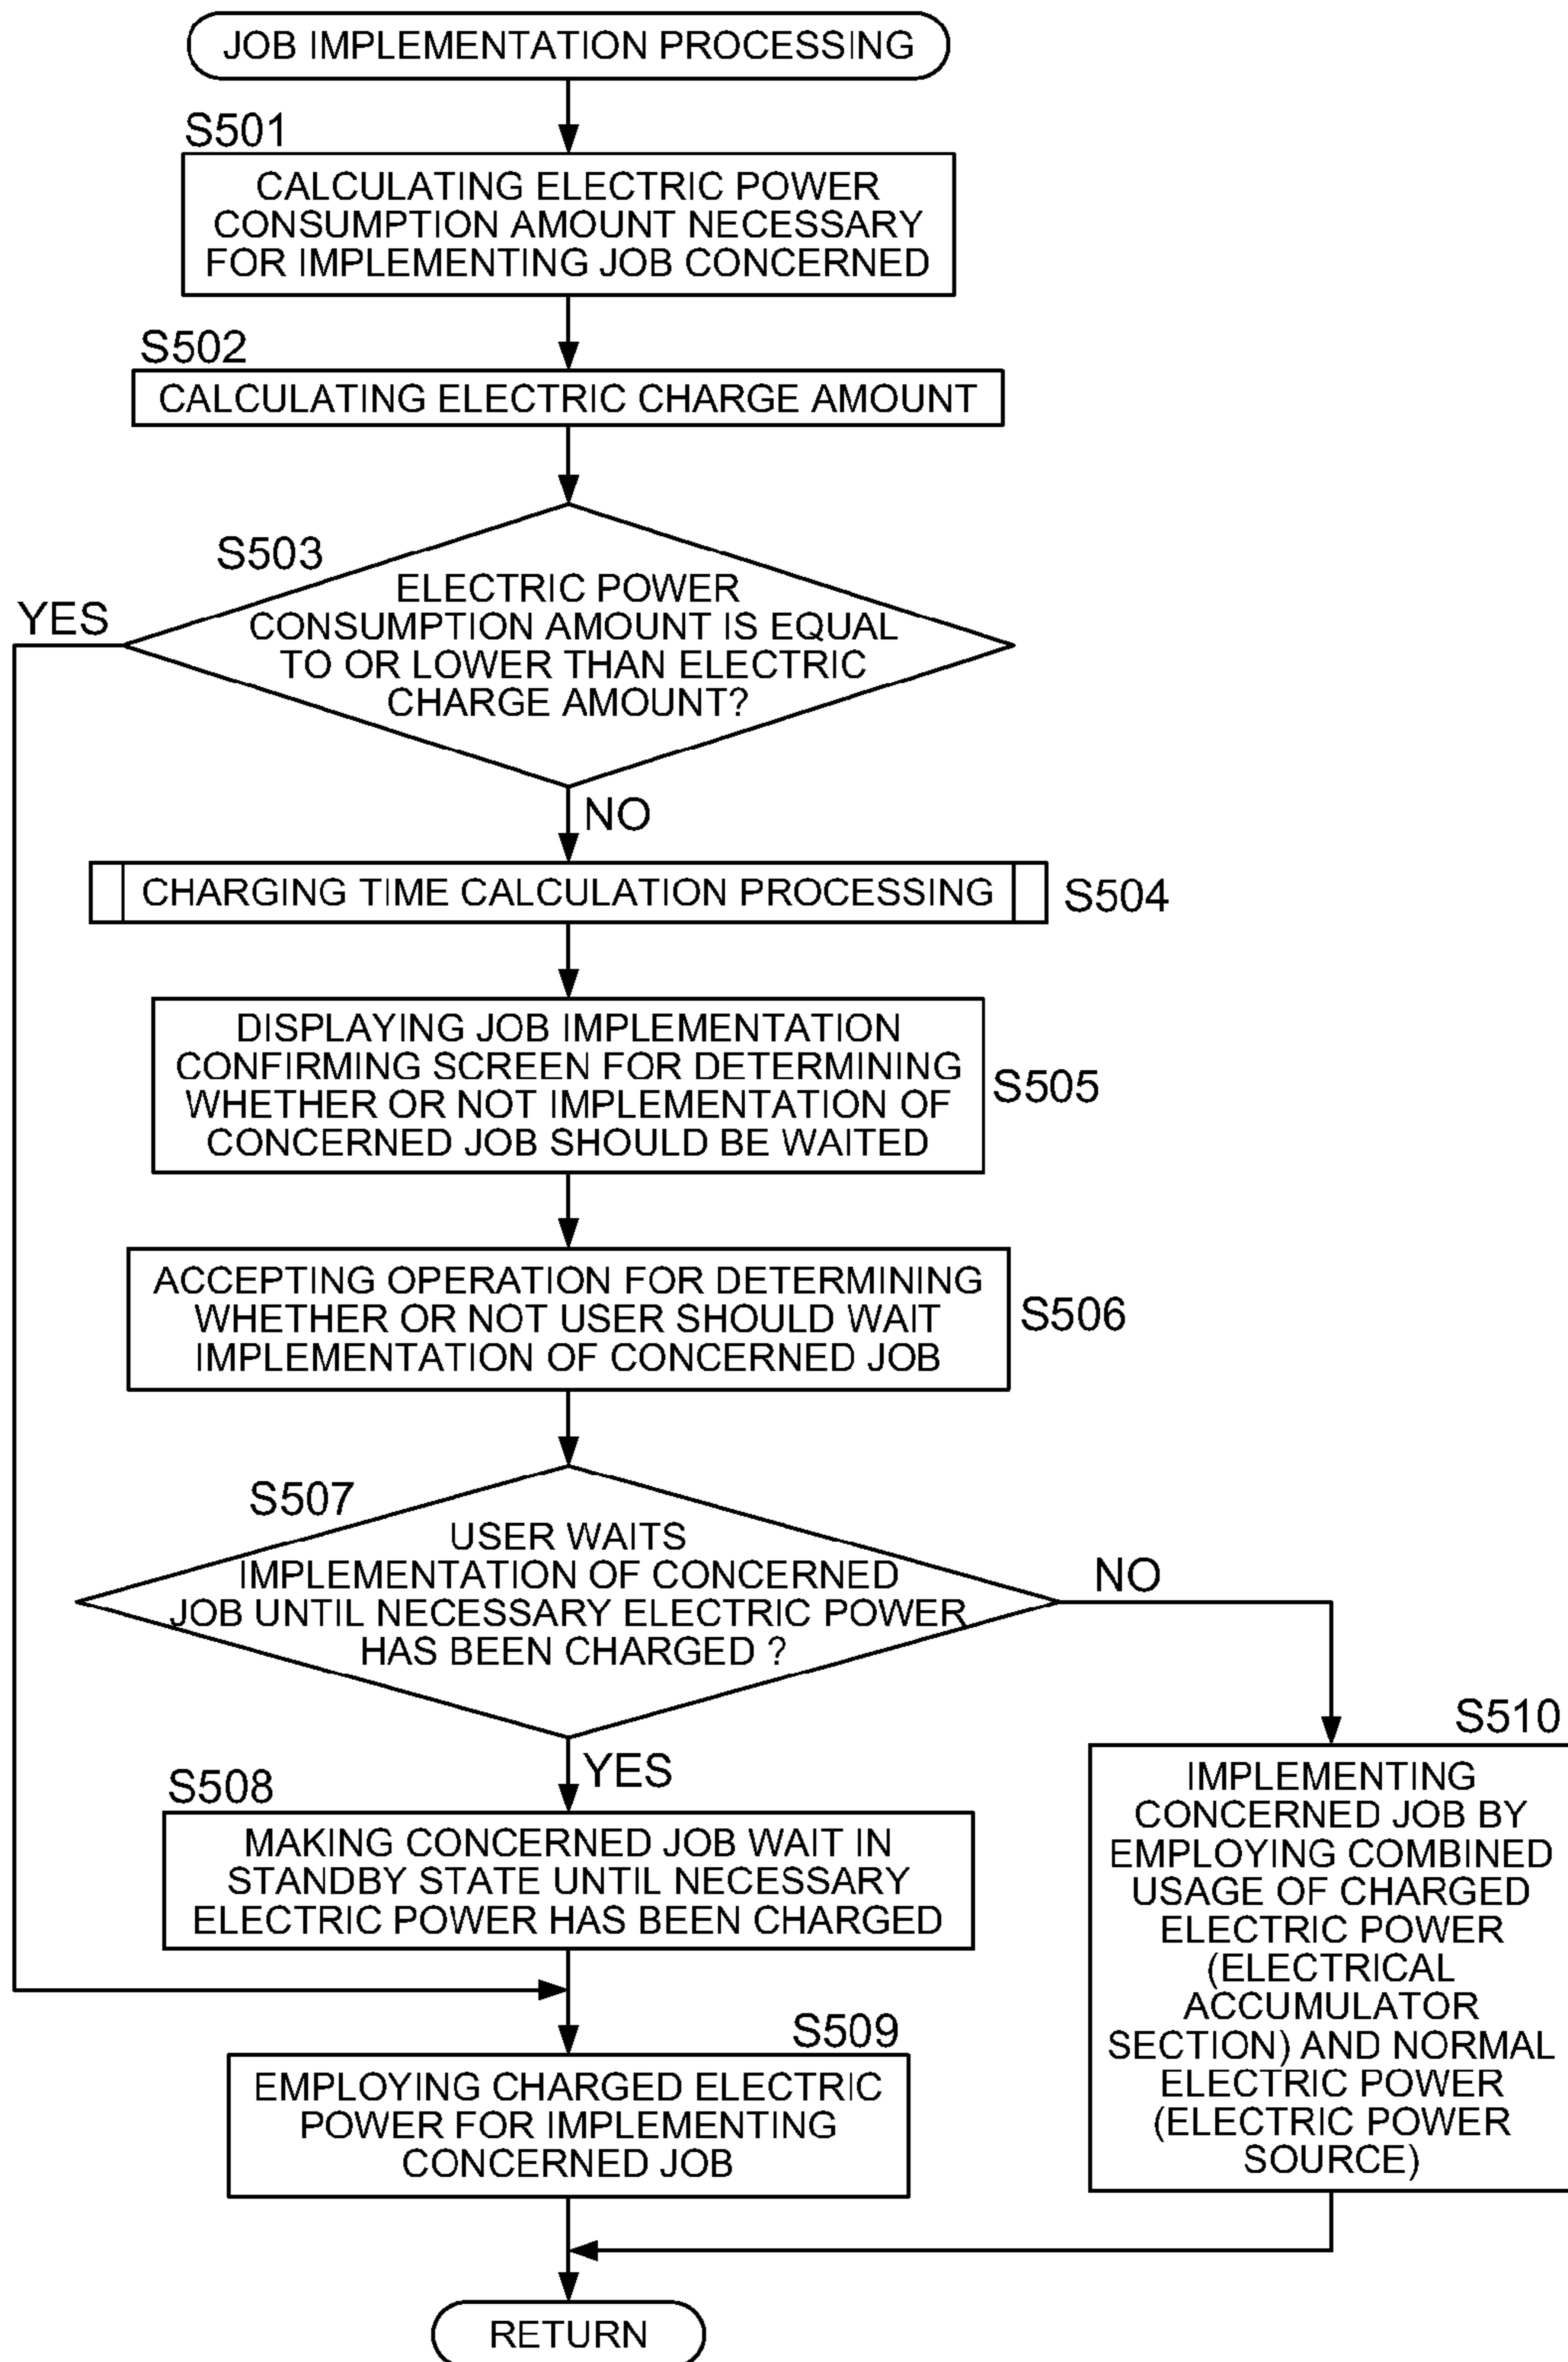 JOB IMPLEMENTATION PROCESSING
S501
CALCULATING ELECTRIC POWER
CONSUMPTION AMOUNT NECESSARY
FOR IMPLEMENTING JOB CONCERNED
S502
CALCULATING ELECTRIC CHARGE AMOUNT
S503
ELECTRIC POWER
CONSUMPTION AMOUNT IS EQUAL
TO OR LOWER THAN ELECTRIC
CHARGE AMOUNT?
YES
NO
CHARGING TIME CALCULATION PROCESSING
S504
DISPLAYING JOB IMPLEMENTATION
CONFIRMING SCREEN FOR DETERMINING
WHETHER OR NOT IMPLEMENTATION OF
CONCERNED JOB SHOULD BE WAITED
S505
ACCEPTING OPERATION FOR DETERMINING
WHETHER OR NOT USER SHOULD WAIT
IMPLEMENTATION OF CONCERNED JOB
S506
S507
USER WAITS
IMPLEMENTATION OF CONCERNED
JOB UNTIL NECESSARY ELECTRIC POWER
HAS BEEN CHARGED ?
NO
YES
S508
MAKING CONCERNED JOB WAIT IN
STANDBY STATE UNTIL NECESSARY
ELECTRIC POWER HAS BEEN CHARGED
S509
EMPLOYING CHARGED ELECTRIC
POWER FOR IMPLEMENTING
CONCERNED JOB
S510
IMPLEMENTING
CONCERNED JOB BY
EMPLOYING COMBINED
USAGE OF CHARGED
ELECTRIC POWER
(ELECTRICAL
ACCUMULATOR
SECTION) AND NORMAL
ELECTRIC POWER
(ELECTRIC POWER
SOURCE)
RETURN